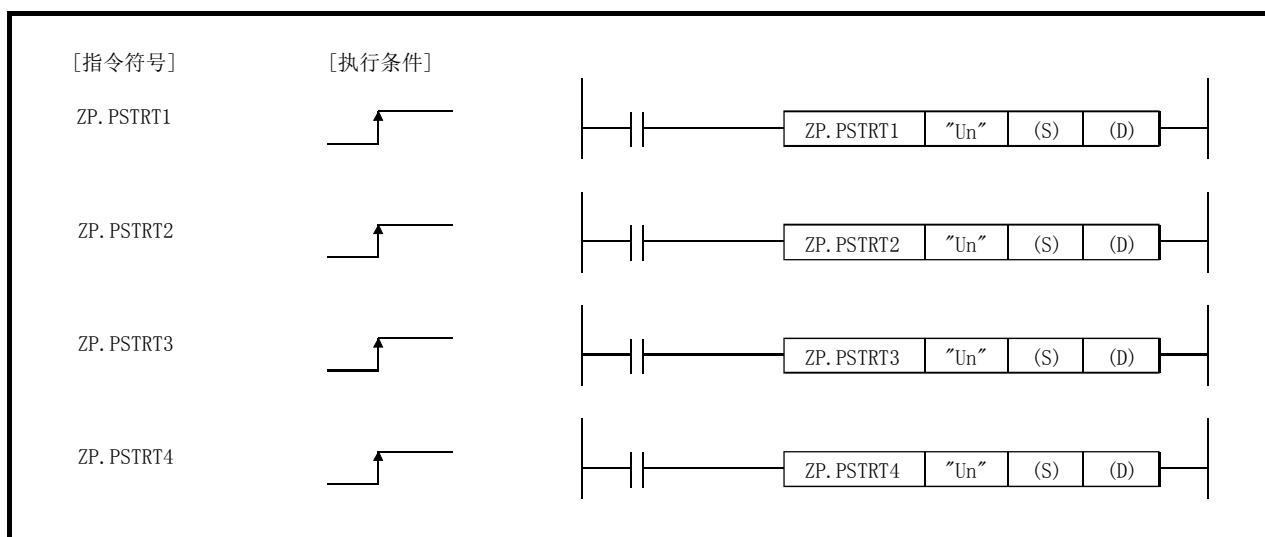 [指令符号] [执行条件]
ZP.PSTRT1 ZP.PSTRT1 "Un" (S) (D)
ZP.PSTRT2 ZP.PSTRT2 "Un" (S) (D)
ZP.PSTRT3 ZP.PSTRT3 "Un" (S) (D)
ZP.PSTRT4 ZP.PSTRT4 "Un" (S) (D)